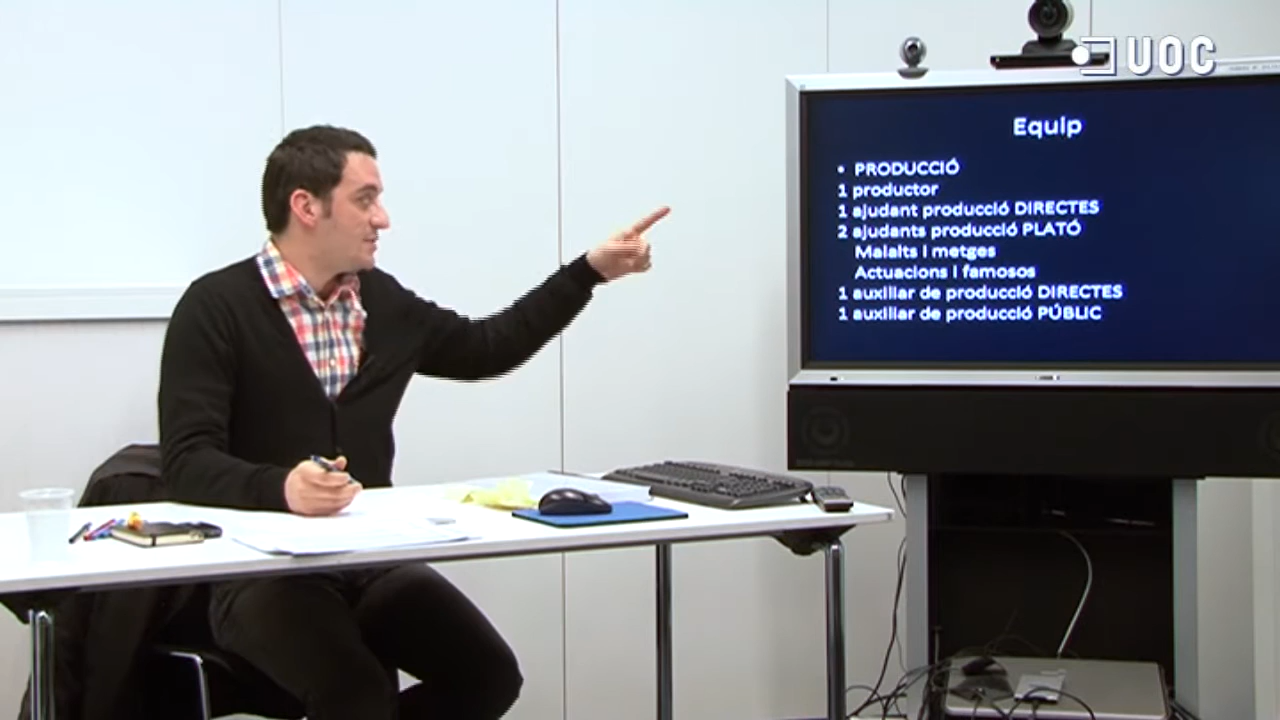 UOC
Equip
• PRODUCCIÓ
1 productor
1 ajudant producció DIRECTES
2 ajudants producció PLATÓ
Malalts i metges
Actuacions i famosos
1 auxiliar de producció DIRECTES
1 auxiliar de producció PÚBLIC